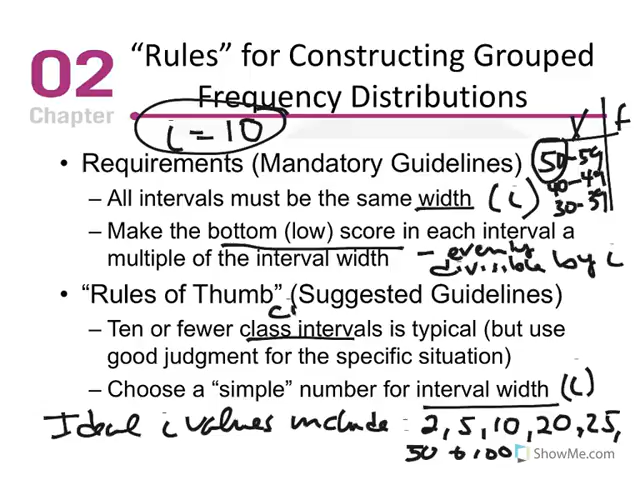 02
Chapter
"Rules" for Constructing Grouped
Frequency Distributions
i = 10
X f
50-59
40-49
30-39
• Requirements (Mandatory Guidelines)
– All intervals must be the same width (i)
– Make the bottom (low) score in each interval a
multiple of the interval width - evenly
divisible by i
• "Rules of Thumb" (Suggested Guidelines)
ci
– Ten or fewer class intervals is typical (but use
good judgment for the specific situation)
– Choose a "simple" number for interval width (i)
Ideal i values include : 2, 5, 10, 20, 25,
50 + 100
ShowMe.com